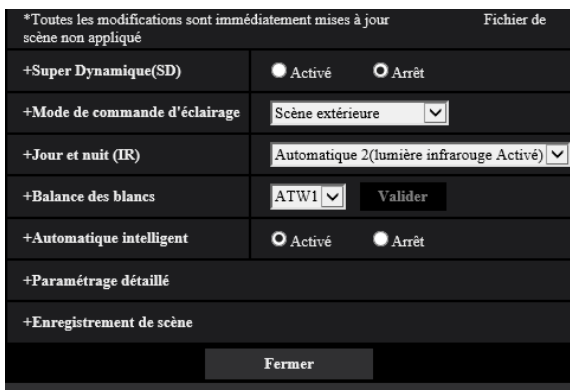 *Toutes les modifications sont immédiatement mises à jour Fichier de
scène non appliqué
+Super Dynamique(SD) Activé Arrêt
+Mode de commande d'éclairage Scène extérieure
+Jour et nuit (IR) Automatique 2(lumière infrarouge Activé)
+Balance des blancs ATW1 Valider
+Automatique intelligent Activé Arrêt
+Paramétrage détaillé
+Enregistrement de scène
Fermer